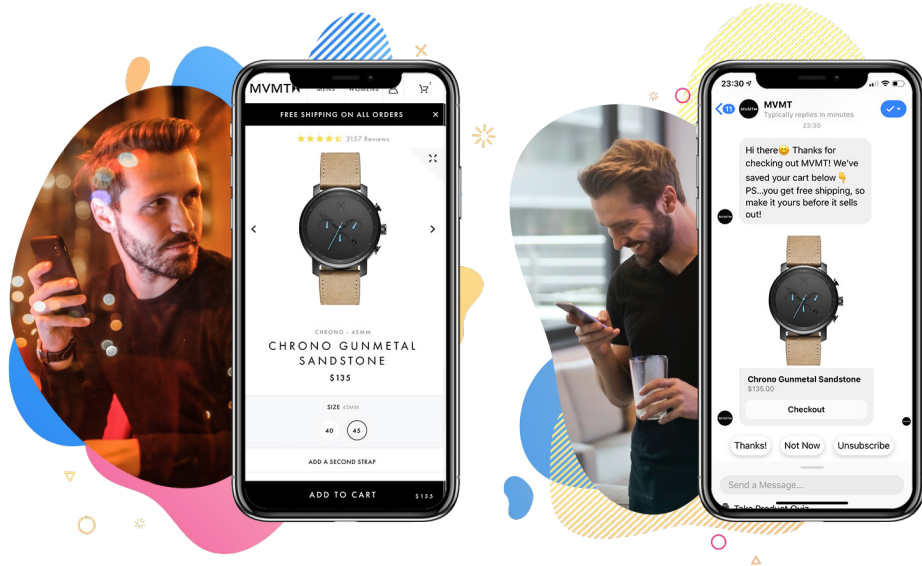 MVMT
MENS WOMENS
FREE SHIPPING ON ALL ORDERS ×
2157 Reviews
CHRONO - 45MM
CHRONO GUNMETAL
SANDSTONE
$135
SIZE 45MM
40 45
ADD A SECOND STRAP
ADD TO CART $135
23:30
11 MVMT
MVMT
Typically replies in minutes
23:30
Hi there😊 Thanks for
checking out MVMT! We've
saved your cart below 👇
PS...you get free shipping, so
make it yours before it sells
out!
MVMT
Chrono Gunmetal Sandstone
$135.00
Checkout
MVMT
MVMT
Thanks! Not Now Unsubscribe
Send a Message...
Take Product Quiz